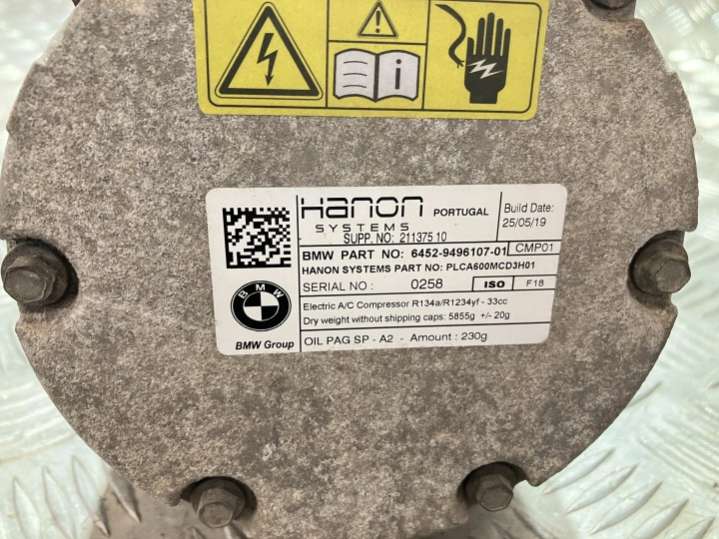 Hanon
SYSTEMS
PORTUGAL
Build Date:
25/05/19
SUPP. NO: 211375 10
BMW PART NO: 6452-9496107-01 CMP01
HANON SYSTEMS PART NO: PLCA600MCD3H01
SERIAL NO : 0258 ISO F18
Electric A/C Compressor R134a/R1234yf - 33cc
Dry weight without shipping caps: 5855g +/- 20g
OIL PAG SP - A2 - Amount : 230g
BMW
BMW Group